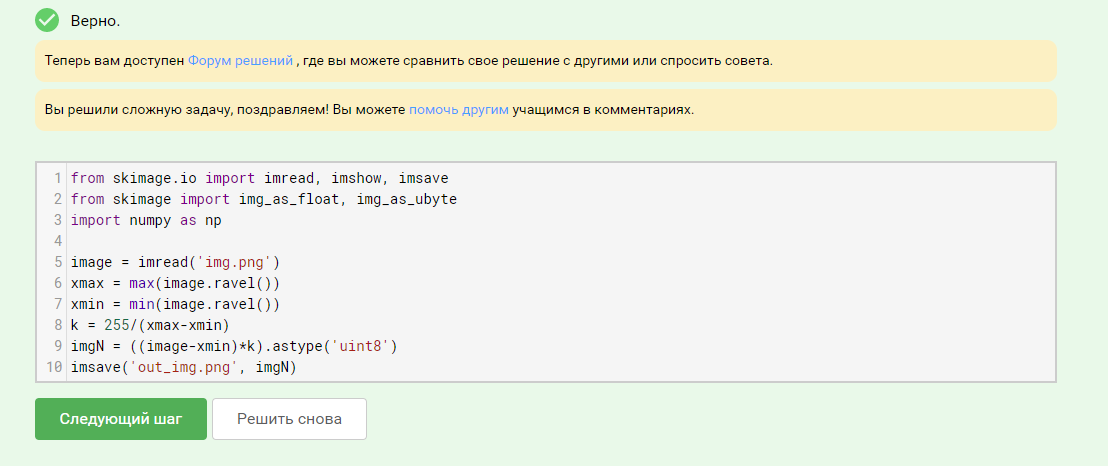 Верно.
Теперь вам доступен Форум решений , где вы можете сравнить свое решение с другими или спросить совета.
Вы решили сложную задачу, поздравляем! Вы можете помочь другим учащимся в комментариях.
1 from skimage.io import imread, imshow, imsave
2 from skimage import img_as_float, img_as_ubyte
3 import numpy as np
4
5 image = imread('img.png')
6 xmax = max(image.ravel())
7 xmin = min(image.ravel())
8 k = 255/(xmax-xmin)
9 imgN = ((image-xmin)*k).astype('uint8')
10 imsave('out_img.png', imgN)
Следующий шаг Решить снова